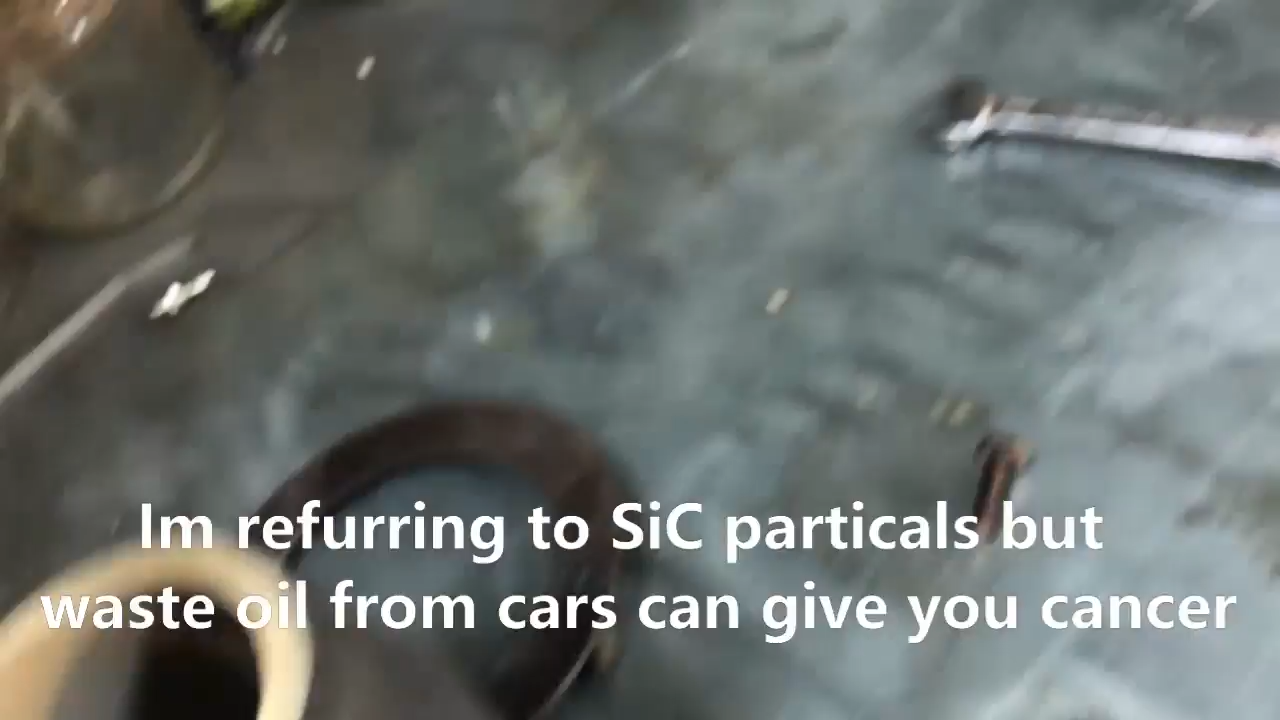 Im refurring to SiC particals but
waste oil from cars can give you cancer